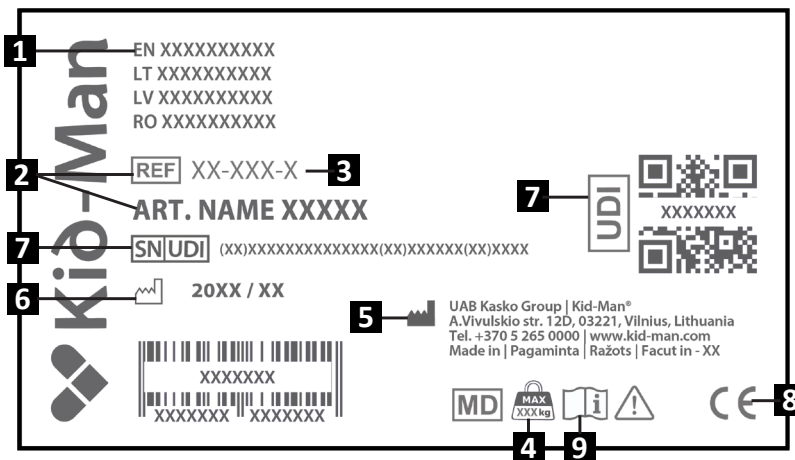 1
EN XXXXXXXXXX
LT XXXXXXXXXX
LV XXXXXXXXXX
RO XXXXXXXXXX
Kið-Man
2
REF XX-XXX-X
3
ART. NAME XXXXX
7
SN UDI (XX)XXXXXXXXXXXXXX(XX)XXXXXX(XX)XXXX
7
UDI
XXXXXXX
6
20XX / XX
5
UAB Kasko Group | Kid-Man®
A.Vivulskio str. 12D, 03221, Vilnius, Lithuania
Tel. +370 5 265 0000 | www.kid-man.com
Made in | Pagaminta | Ražots | Facut in - XX
XXXXXXX
XXXXXXX XXXXXXX
MD
MAX
XXX kg
i
!
CE
8
4
9